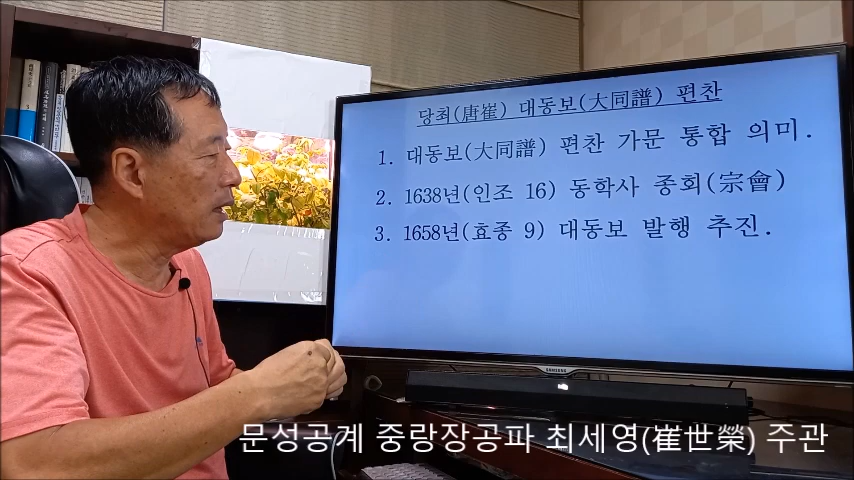 당최(唐崔) 대동보(大同譜) 편찬
1. 대동보(大同譜) 편찬 가문 통합 의미.
2. 1638년(인조 16) 동학사 종회(宗會)
3. 1658년(효종 9) 대동보 발행 추진.
SAMSUNG
문성공계 중랑장공파 최세영(崔世榮) 주관